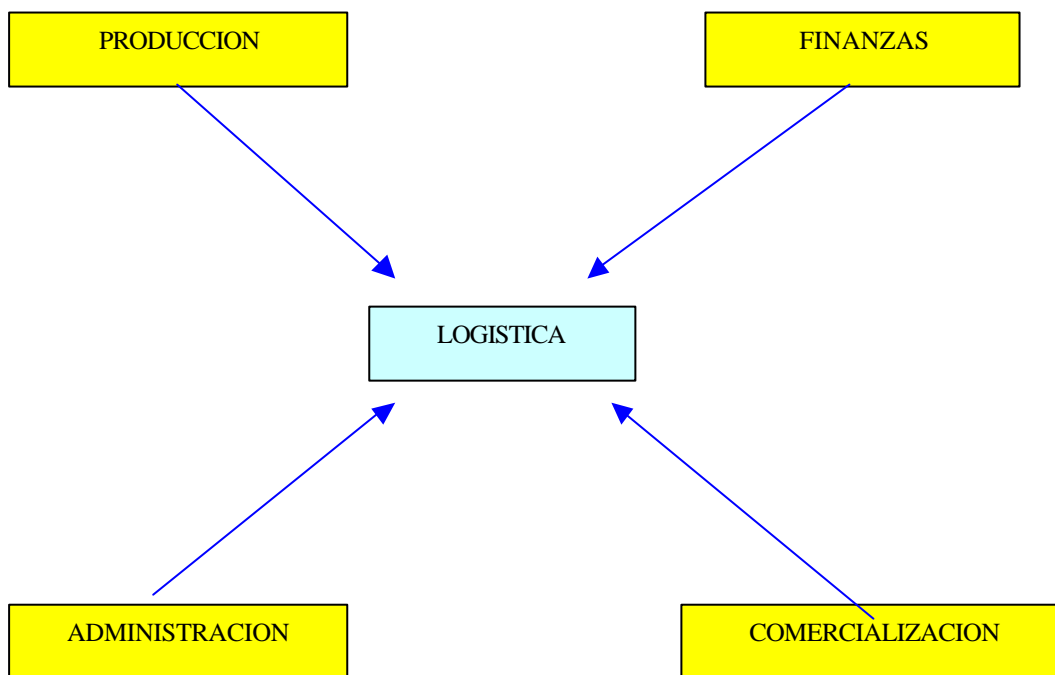 PRODUCCION
FINANZAS
LOGISTICA
ADMINISTRACION
COMERCIALIZACION